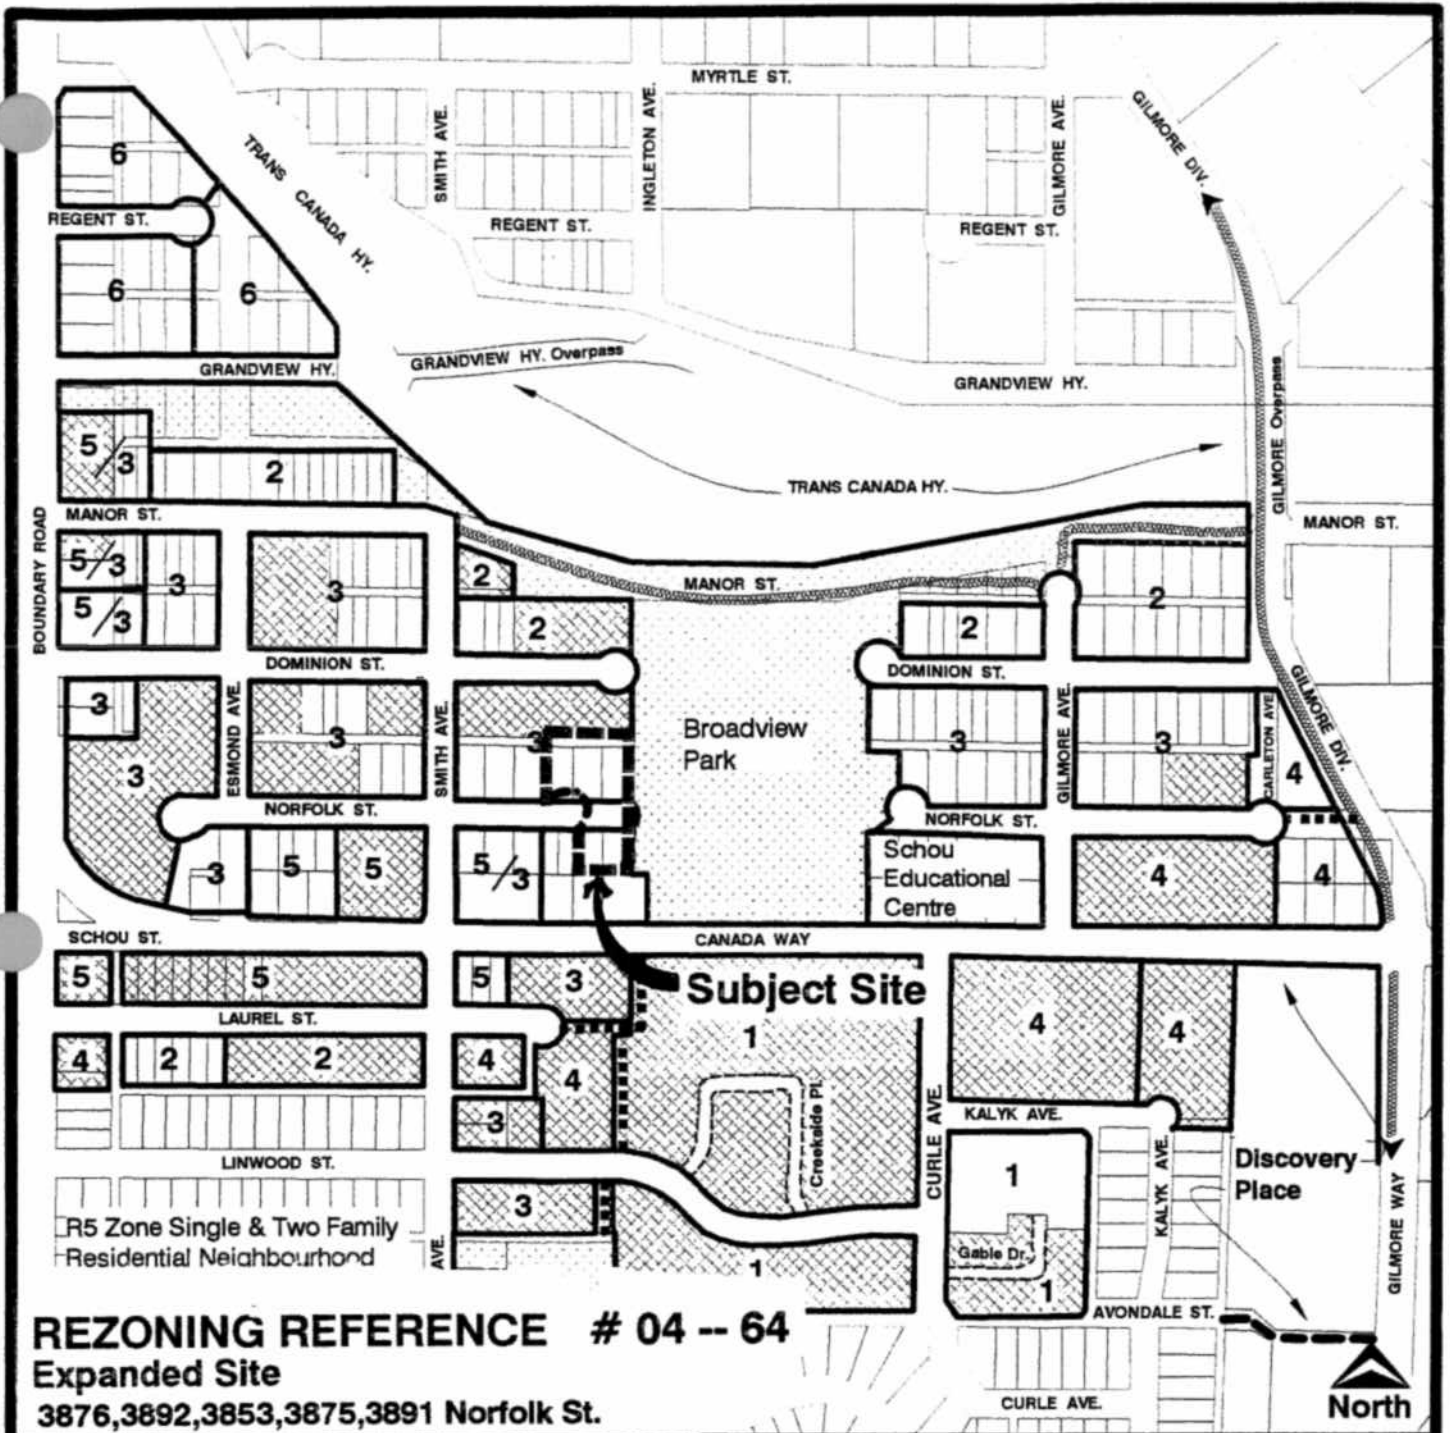 MYRTLE ST.
GILMORE DIV.
SMITH AVE.
INGLETON AVE.
GILMORE AVE.
6
TRANS CANADA HY.
REGENT ST.
REGENT ST.
REGENT ST.
6
6
GRANDVIEW HY.
GRANDVIEW HY. Overpass
GRANDVIEW HY.
GILMORE Overpass
5/3
2
TRANS CANADA HY.
MANOR ST.
MANOR ST.
BOUNDARY ROAD
5/3
3
3
2
MANOR ST.
2
5/3
2
2
DOMINION ST.
DOMINION ST.
GILMORE DIV.
3
ESMOND AVE.
3
SMITH AVE.
3
Broadview
Park
3
GILMORE AVE.
3
CARLETON AVE
4
3
NORFOLK ST.
NORFOLK ST.
3
5
5
5/3
Schou
Educational
Centre
4
4
SCHOU ST.
CANADA WAY
5
5
5
3
Subject Site
LAUREL ST.
1
4
4
4
2
2
4
4
3
Creekside Pl.
CURLE AVE.
KALYK AVE.
LINWOOD ST.
1
KALYK AVE.
Discovery
Place
GILMORE WAY
3
R5 Zone Single & Two Family
Residential Neighbourhood
AVE.
1
Gable Dr.
1
AVONDALE ST.
REZONING REFERENCE # 04 -- 64
Expanded Site
3876,3892,3853,3875,3891 Norfolk St.
CURLE AVE.
North